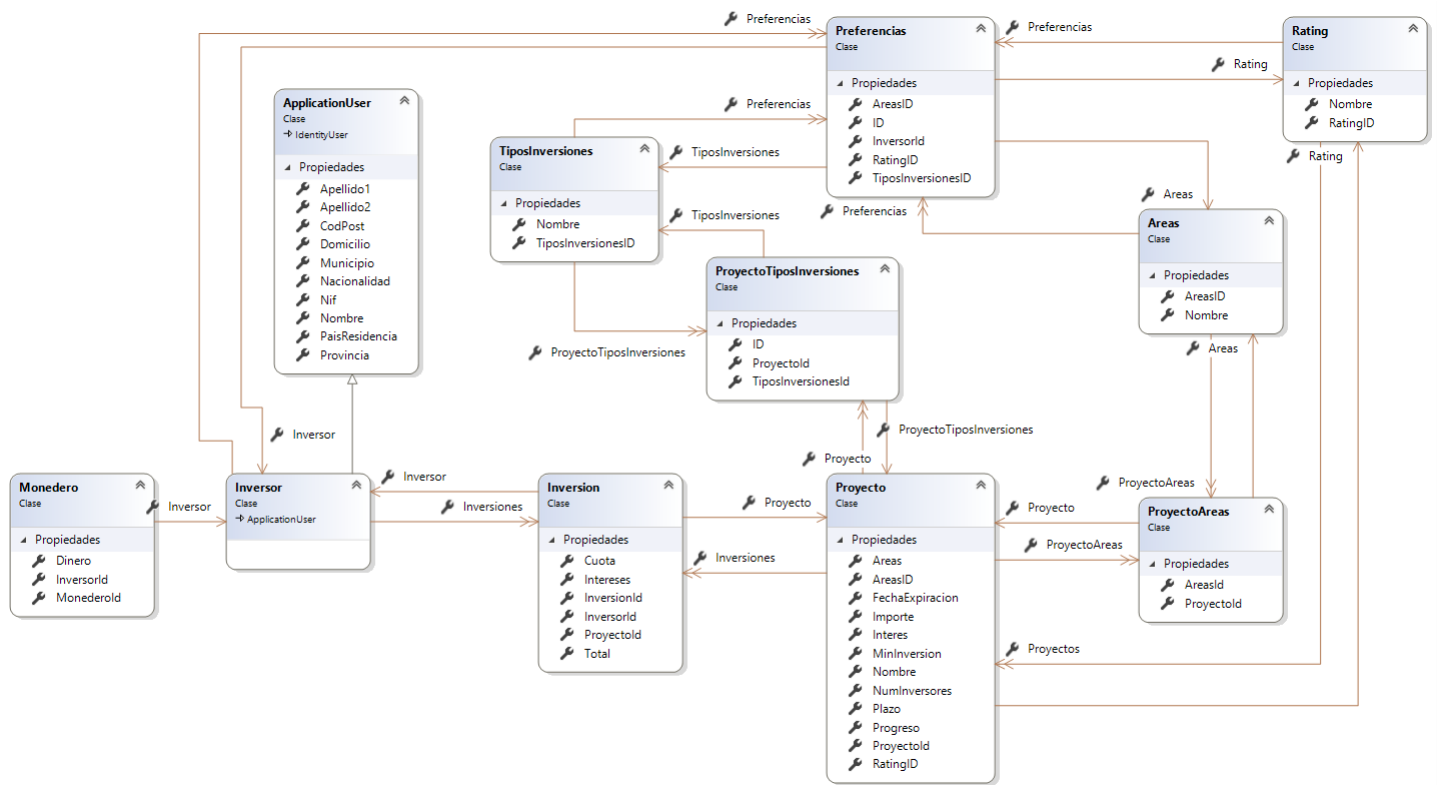 Preferencias
Preferencias
Clase
Propiedades
AreasID
ID
InversorId
RatingID
TiposInversionesID
Preferencias
Rating
Rating
Clase
Propiedades
Nombre
RatingID
Rating
ApplicationUser
Clase
IdentityUser
Propiedades
Apellido1
Apellido2
CodPost
Domicilio
Municipio
Nacionalidad
Nif
Nombre
PaisResidencia
Provincia
Preferencias
TiposInversiones
Clase
Propiedades
Nombre
TiposInversionesID
TiposInversiones
TiposInversiones
Preferencias
Areas
Areas
Clase
Propiedades
AreasID
Nombre
Areas
ProyectoTiposInversiones
Clase
Propiedades
ID
ProyectoId
TiposInversionesId
ProyectoTiposInversiones
ProyectoTiposInversiones
Proyecto
Inversor
Monedero
Clase
Propiedades
Dinero
InversorId
MonederoId
Inversor
Inversor
Clase
ApplicationUser
Inversor
Inversiones
Inversion
Clase
Propiedades
Cuota
Intereses
InversionId
InversorId
ProyectoId
Total
Proyecto
Inversiones
Proyecto
Clase
Propiedades
Areas
AreasID
FechaExpiracion
Importe
Interes
MinInversion
Nombre
NumInversores
Plazo
Progreso
ProyectoId
RatingID
ProyectoAreas
Proyecto
ProyectoAreas
ProyectoAreas
Clase
Propiedades
AreasId
ProyectoId
Proyectos